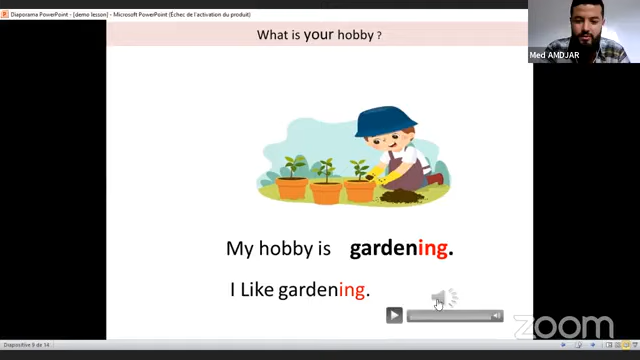 Diaporama PowerPoint - [demo lesson] - Microsoft PowerPoint (Échec de l'activation du produit)
What is your hobby ?
Med AMDJAR
My hobby is gardening.
I Like gardening.
zoom
Diapositive 8 de 14